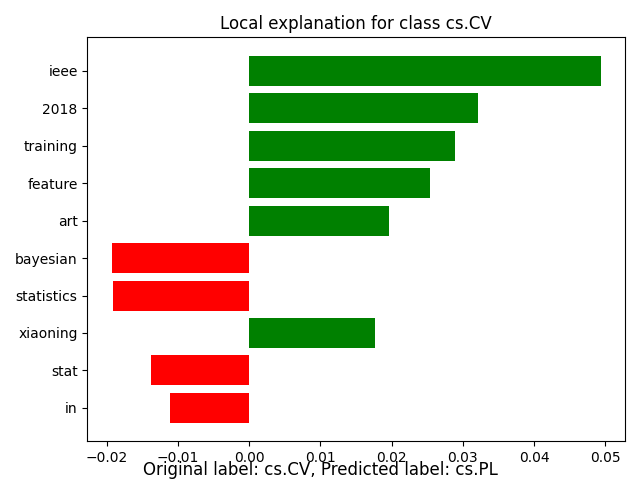 Local explanation for class cs.CV
ieee
2018
training
feature
art
bayesian
statistics
xiaoning
stat
in
−0.02 −0.01 0.00 0.01 0.02 0.03 0.04 0.05
Original label: cs.CV, Predicted label: cs.PL